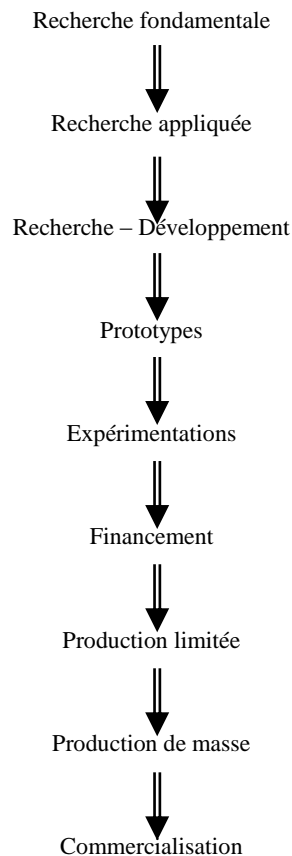 Recherche fondamentale
Recherche appliquée
Recherche – Développement
Prototypes
Expérimentations
Financement
Production limitée
Production de masse
Commercialisation